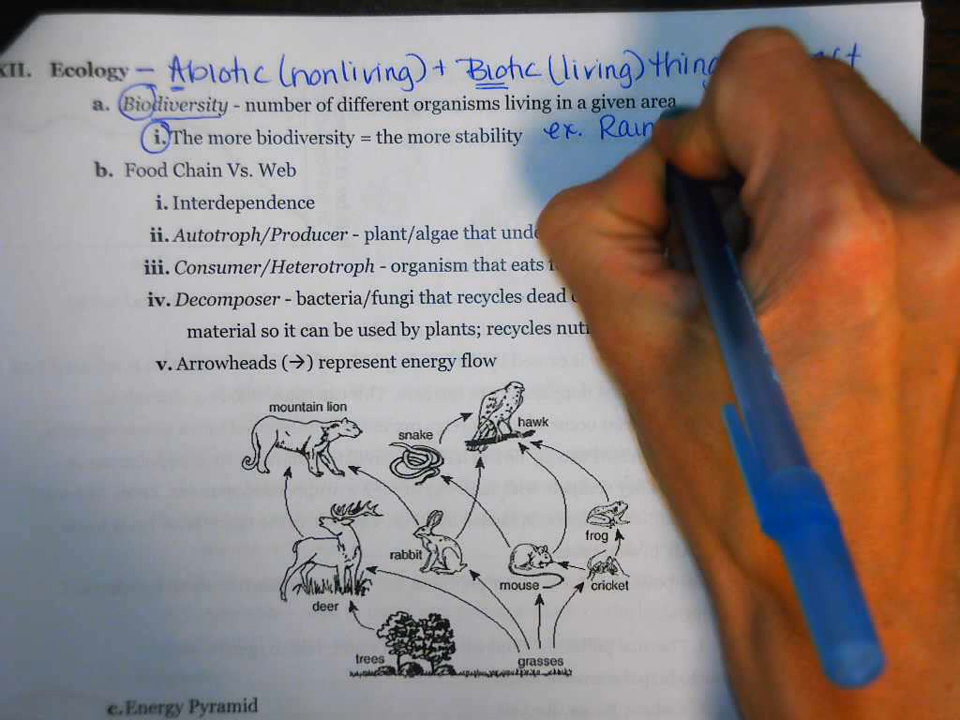 XII. Ecology - Abiotic (nonliving) + Biotic (living)
a. Biodiversity - number of different organisms living in a given area
i. The more biodiversity = the more stability ex.
b. Food Chain Vs. Web
i. Interdependence
ii. Autotroph/Producer - plant/algae that
iii. Consumer/Heterotroph - organism that eats
iv. Decomposer - bacteria/fungi that recycles dead
material so it can be used by plants; recycles
v. Arrowheads (→) represent energy flow
mountain lion
hawk
snake
frog
rabbit
mouse
cricket
deer
trees
grasses
c. Energy Pyramid